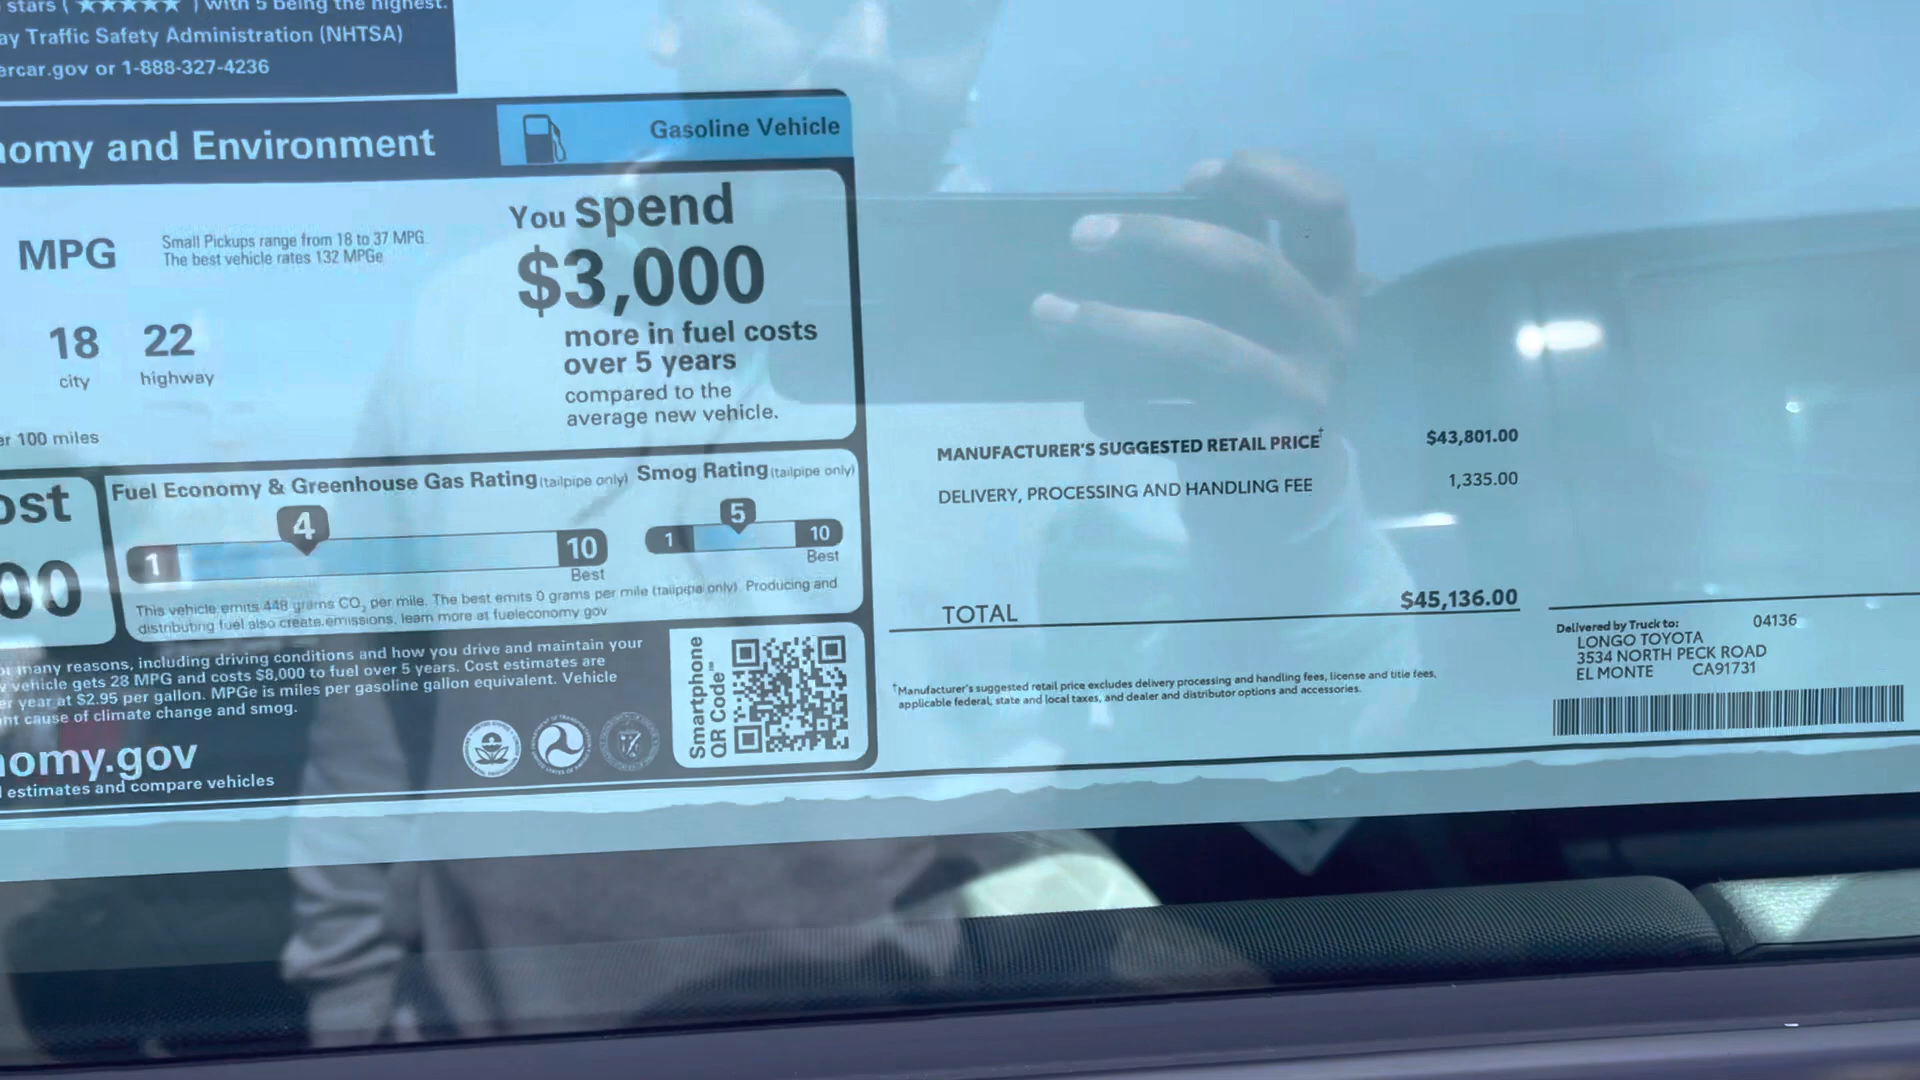 stars ( ★★★★★ ) with 5 being the highest.
ay Traffic Safety Administration (NHTSA)
ercar.gov or 1-888-327-4236
nomy and Environment
Gasoline Vehicle
MPG
Small Pickups range from 18 to 37 MPG.
The best vehicle rates 132 MPGe
You spend
$3,000
more in fuel costs
over 5 years
compared to the
average new vehicle.
18 22
city highway
er 100 miles
ost
00
Fuel Economy & Greenhouse Gas Rating (tailpipe only)
4
1 10
Best
Smog Rating (tailpipe only)
5
1 10
Best
This vehicle emits 448 grams CO₂ per mile. The best emits 0 grams per mile (tailpipe only). Producing and
distributing fuel also create emissions, learn more at fueleconomy.gov
or many reasons, including driving conditions and how you drive and maintain your
vehicle gets 28 MPG and costs $8,000 to fuel over 5 years. Cost estimates are
er year at $2.95 per gallon. MPGe is miles per gasoline gallon equivalent. Vehicle
nt cause of climate change and smog.
nomy.gov
estimates and compare vehicles
Smartphone
QR Code™
MANUFACTURER'S SUGGESTED RETAIL PRICE† $43,801.00
DELIVERY, PROCESSING AND HANDLING FEE 1,335.00
TOTAL $45,136.00
†Manufacturer's suggested retail price excludes delivery processing and handling fees, license and title fees,
applicable federal, state and local taxes, and dealer and distributor options and accessories.
Delivered by Truck to: 04136
LONGO TOYOTA
3534 NORTH PECK ROAD
EL MONTE CA91731